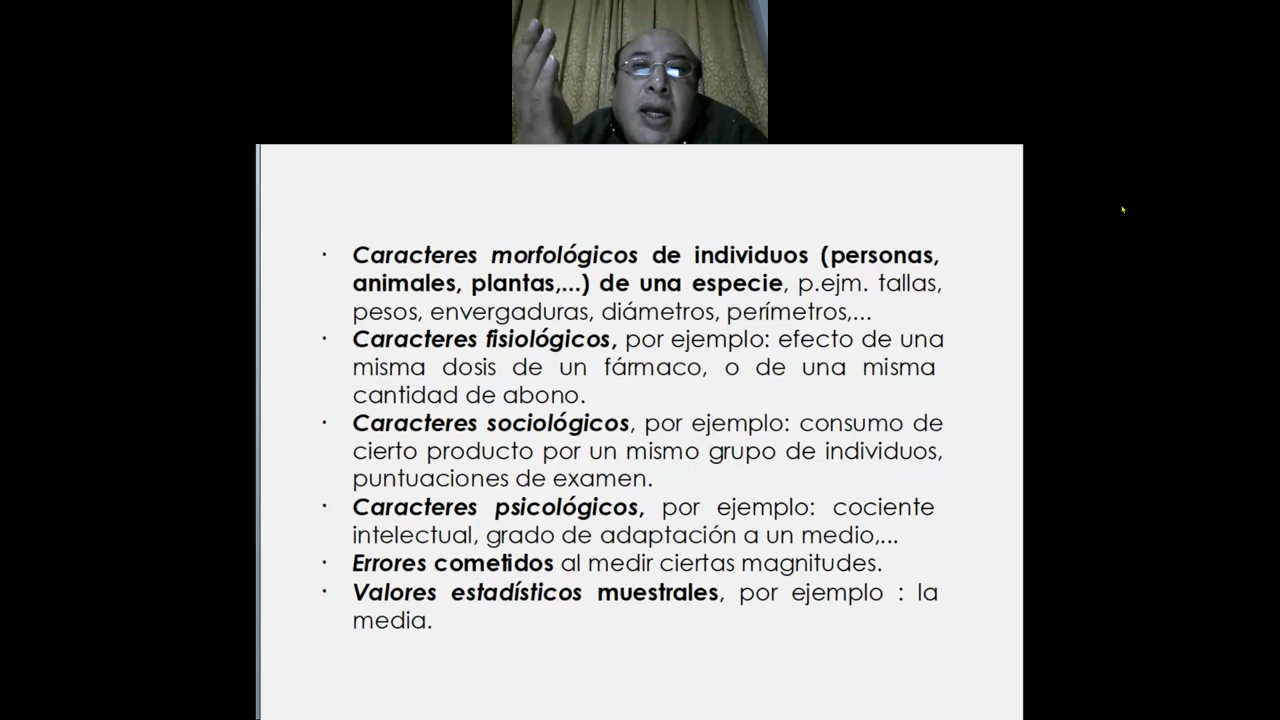 · Caracteres morfológicos de individuos (personas,
animales, plantas,...) de una especie, p.ejm. tallas,
pesos, envergaduras, diámetros, perímetros,...
· Caracteres fisiológicos, por ejemplo: efecto de una
misma dosis de un fármaco, o de una misma
cantidad de abono.
· Caracteres sociológicos, por ejemplo: consumo de
cierto producto por un mismo grupo de individuos,
puntuaciones de examen.
· Caracteres psicológicos, por ejemplo: cociente
intelectual, grado de adaptación a un medio,...
· Errores cometidos al medir ciertas magnitudes.
· Valores estadísticos muestrales, por ejemplo : la
media.